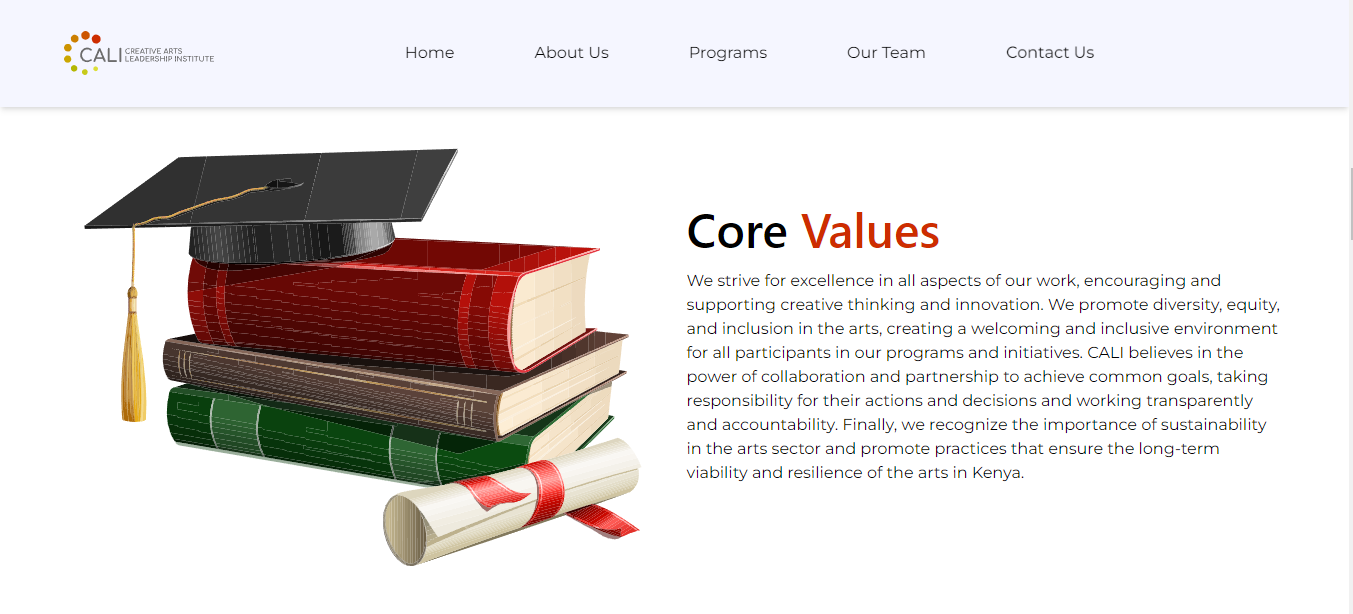 CALI CREATIVE ARTS
LEADERSHIP INSTITUTE
Home About Us Programs Our Team Contact Us
Core Values
We strive for excellence in all aspects of our work, encouraging and
supporting creative thinking and innovation. We promote diversity, equity,
and inclusion in the arts, creating a welcoming and inclusive environment
for all participants in our programs and initiatives. CALI believes in the
power of collaboration and partnership to achieve common goals, taking
responsibility for their actions and decisions and working transparently
and accountability. Finally, we recognize the importance of sustainability
in the arts sector and promote practices that ensure the long-term
viability and resilience of the arts in Kenya.